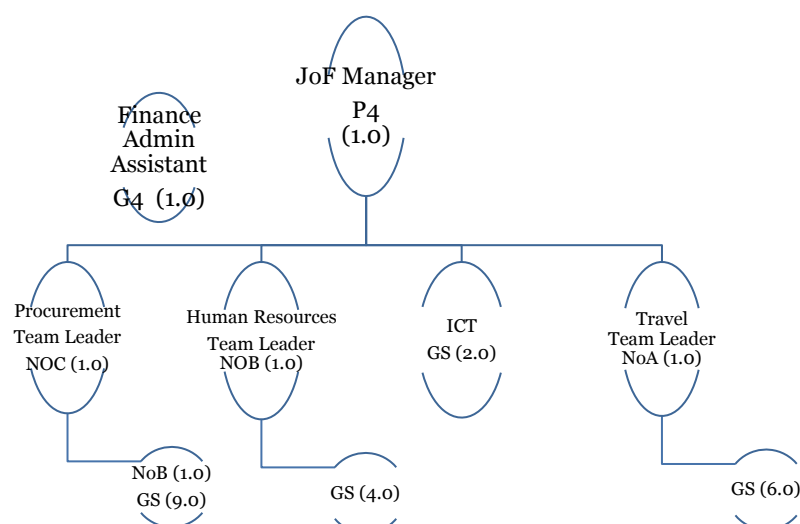 JoF Manager
P4
(1.0)
Finance
Admin
Assistant
G4 (1.0)
Procurement
Team Leader
NOC (1.0)
Human Resources
Team Leader
NOB (1.0)
ICT
GS (2.0)
Travel
Team Leader
NoA (1.0)
NoB (1.0)
GS (9.0)
GS (4.0)
GS (6.0)